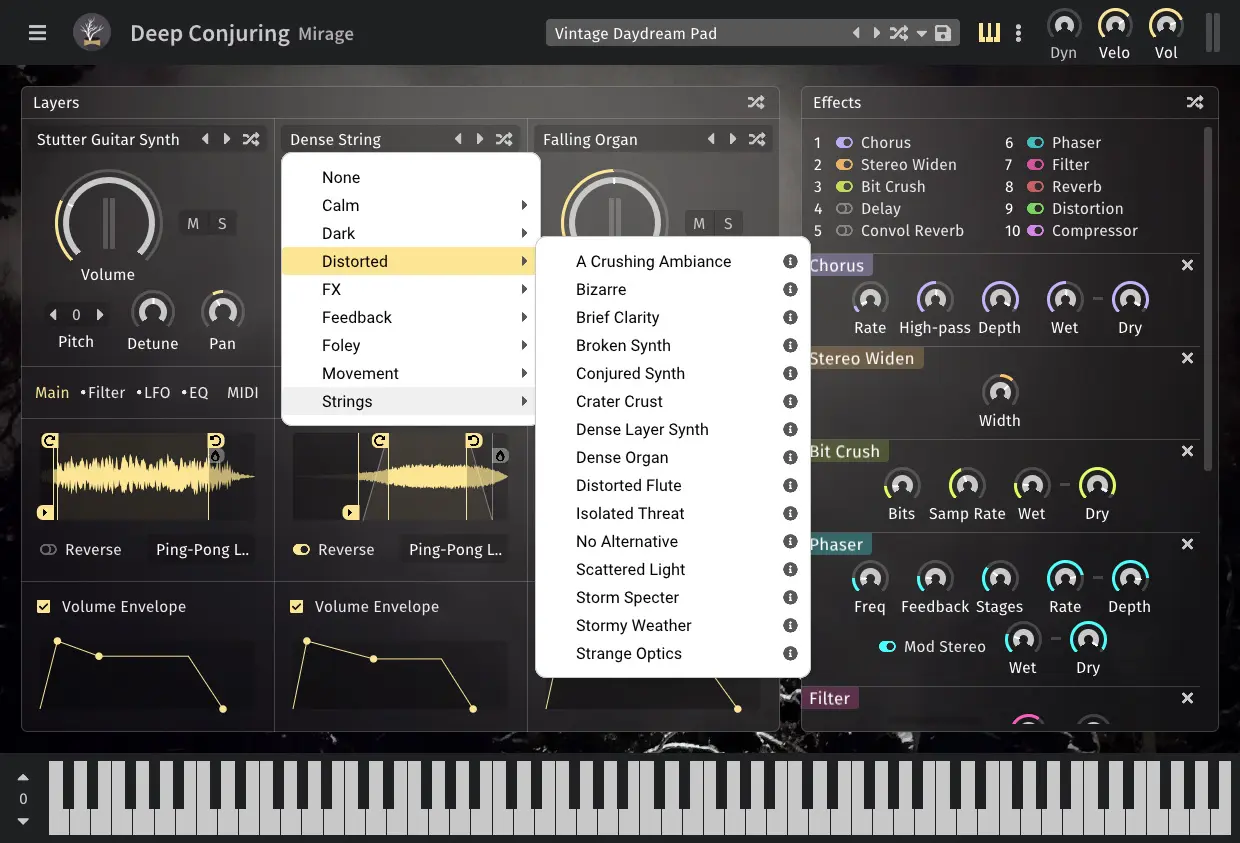 Deep Conjuring Mirage
Vintage Daydream Pad
Dyn
Velo
Vol
Layers
Stutter Guitar Synth
Dense String
Falling Organ
M S
Volume
0
Pitch
Detune
Pan
Main •Filter •LFO •EQ MIDI
Reverse
Ping-Pong L..
Volume Envelope
None
Calm
Dark
Distorted
FX
Feedback
Foley
Movement
Strings
Reverse
Ping-Pong L..
Volume Envelope
M S
A Crushing Ambiance
Bizarre
Brief Clarity
Broken Synth
Conjured Synth
Crater Crust
Dense Layer Synth
Dense Organ
Distorted Flute
Isolated Threat
No Alternative
Scattered Light
Storm Specter
Stormy Weather
Strange Optics
Effects
1 Chorus
2 Stereo Widen
3 Bit Crush
4 Delay
5 Convol Reverb
6 Phaser
7 Filter
8 Reverb
9 Distortion
10 Compressor
Chorus
Rate High-pass Depth Wet Dry
Stereo Widen
Width
Bit Crush
Bits Samp Rate Wet Dry
Phaser
Freq Feedback Stages Rate Depth
Mod Stereo Wet Dry
Filter
0